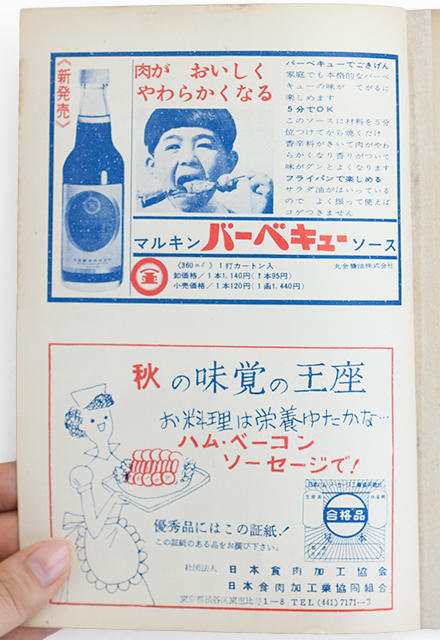 〈新発売〉
肉が おいしく
やわらかくなる
バーベキューでごきげん
家庭でも本格的なバーベ
キューの味が てがるに
楽しめます
5分でOK
このソースに材料を5分
位つけてから焼くだけ
香辛料がきいて肉がやわ
らかくなり香りがついて
味がグンとよくなります
フライパンで楽しめる
サラダ油がはいっている
ので よく振って使えば
コゲつきません
マルキン バーベキューソース
金
〈360=〉1打カートン入
卸価格/1本1,140円(1本95円)
小売価格/1本120円(1函1,440円)
丸金醤油株式会社
秋の味覚の王座
お料理は栄養ゆたかな…
ハム・ベーコン
ソーセージで!
合格品
見本
優秀品にはこの証紙!
この証紙のある品をお選び下さい。
社団法人 日本食肉加工協会
日本食肉加工業協同組合
東京都渋谷区恵比寿1-8 TEL(441)7171-3